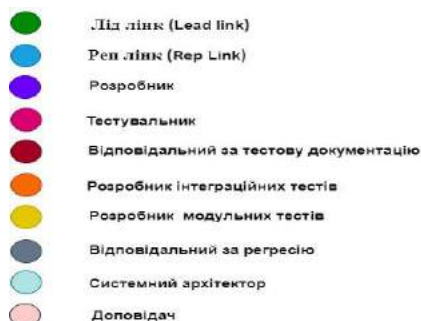 Лід лінк (Lead link)
Реп лінк (Rep Link)
Розробник
Тестувальник
Відповідальний за тестову документацію
Розробник інтеграційних тестів
Розробник модульних тестів
Відповідальний за регресію
Системний архітектор
Доповідач